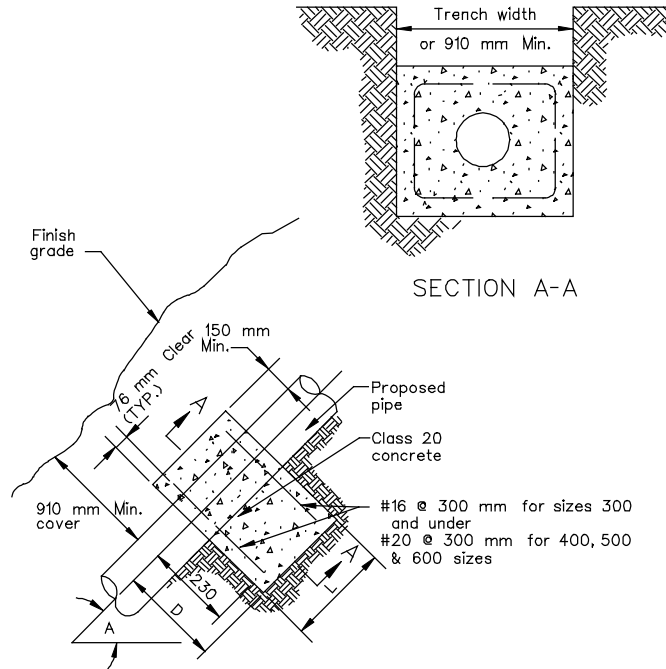 Trench width
or 910 mm Min.
SECTION A-A
Finish
grade
150 mm
Min.
76 mm Clear
(TYP.)
A
Proposed
pipe
Class 20
concrete
910 mm Min.
cover
#16 @ 300 mm for sizes 300
and under
#20 @ 300 mm for 400, 500
& 600 sizes
A
L
230
D
A